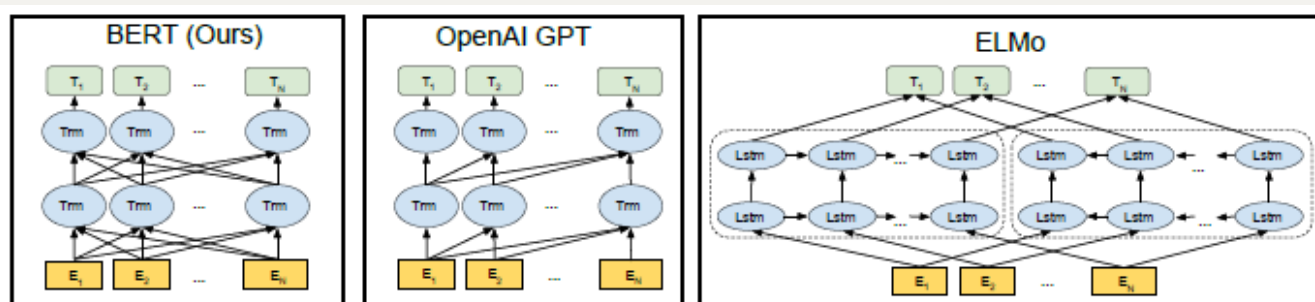 BERT (Ours)
T1 T2 ... TN
Trm Trm ... Trm
Trm Trm ... Trm
E1 E2 ... EN
OpenAI GPT
T1 T2 ... TN
Trm Trm ... Trm
Trm Trm ... Trm
E1 E2 ... EN
ELMo
T1 T2 ... TN
Lstm Lstm ... Lstm Lstm Lstm ... Lstm
Lstm Lstm ... Lstm Lstm Lstm ... Lstm
E1 E2 ... EN